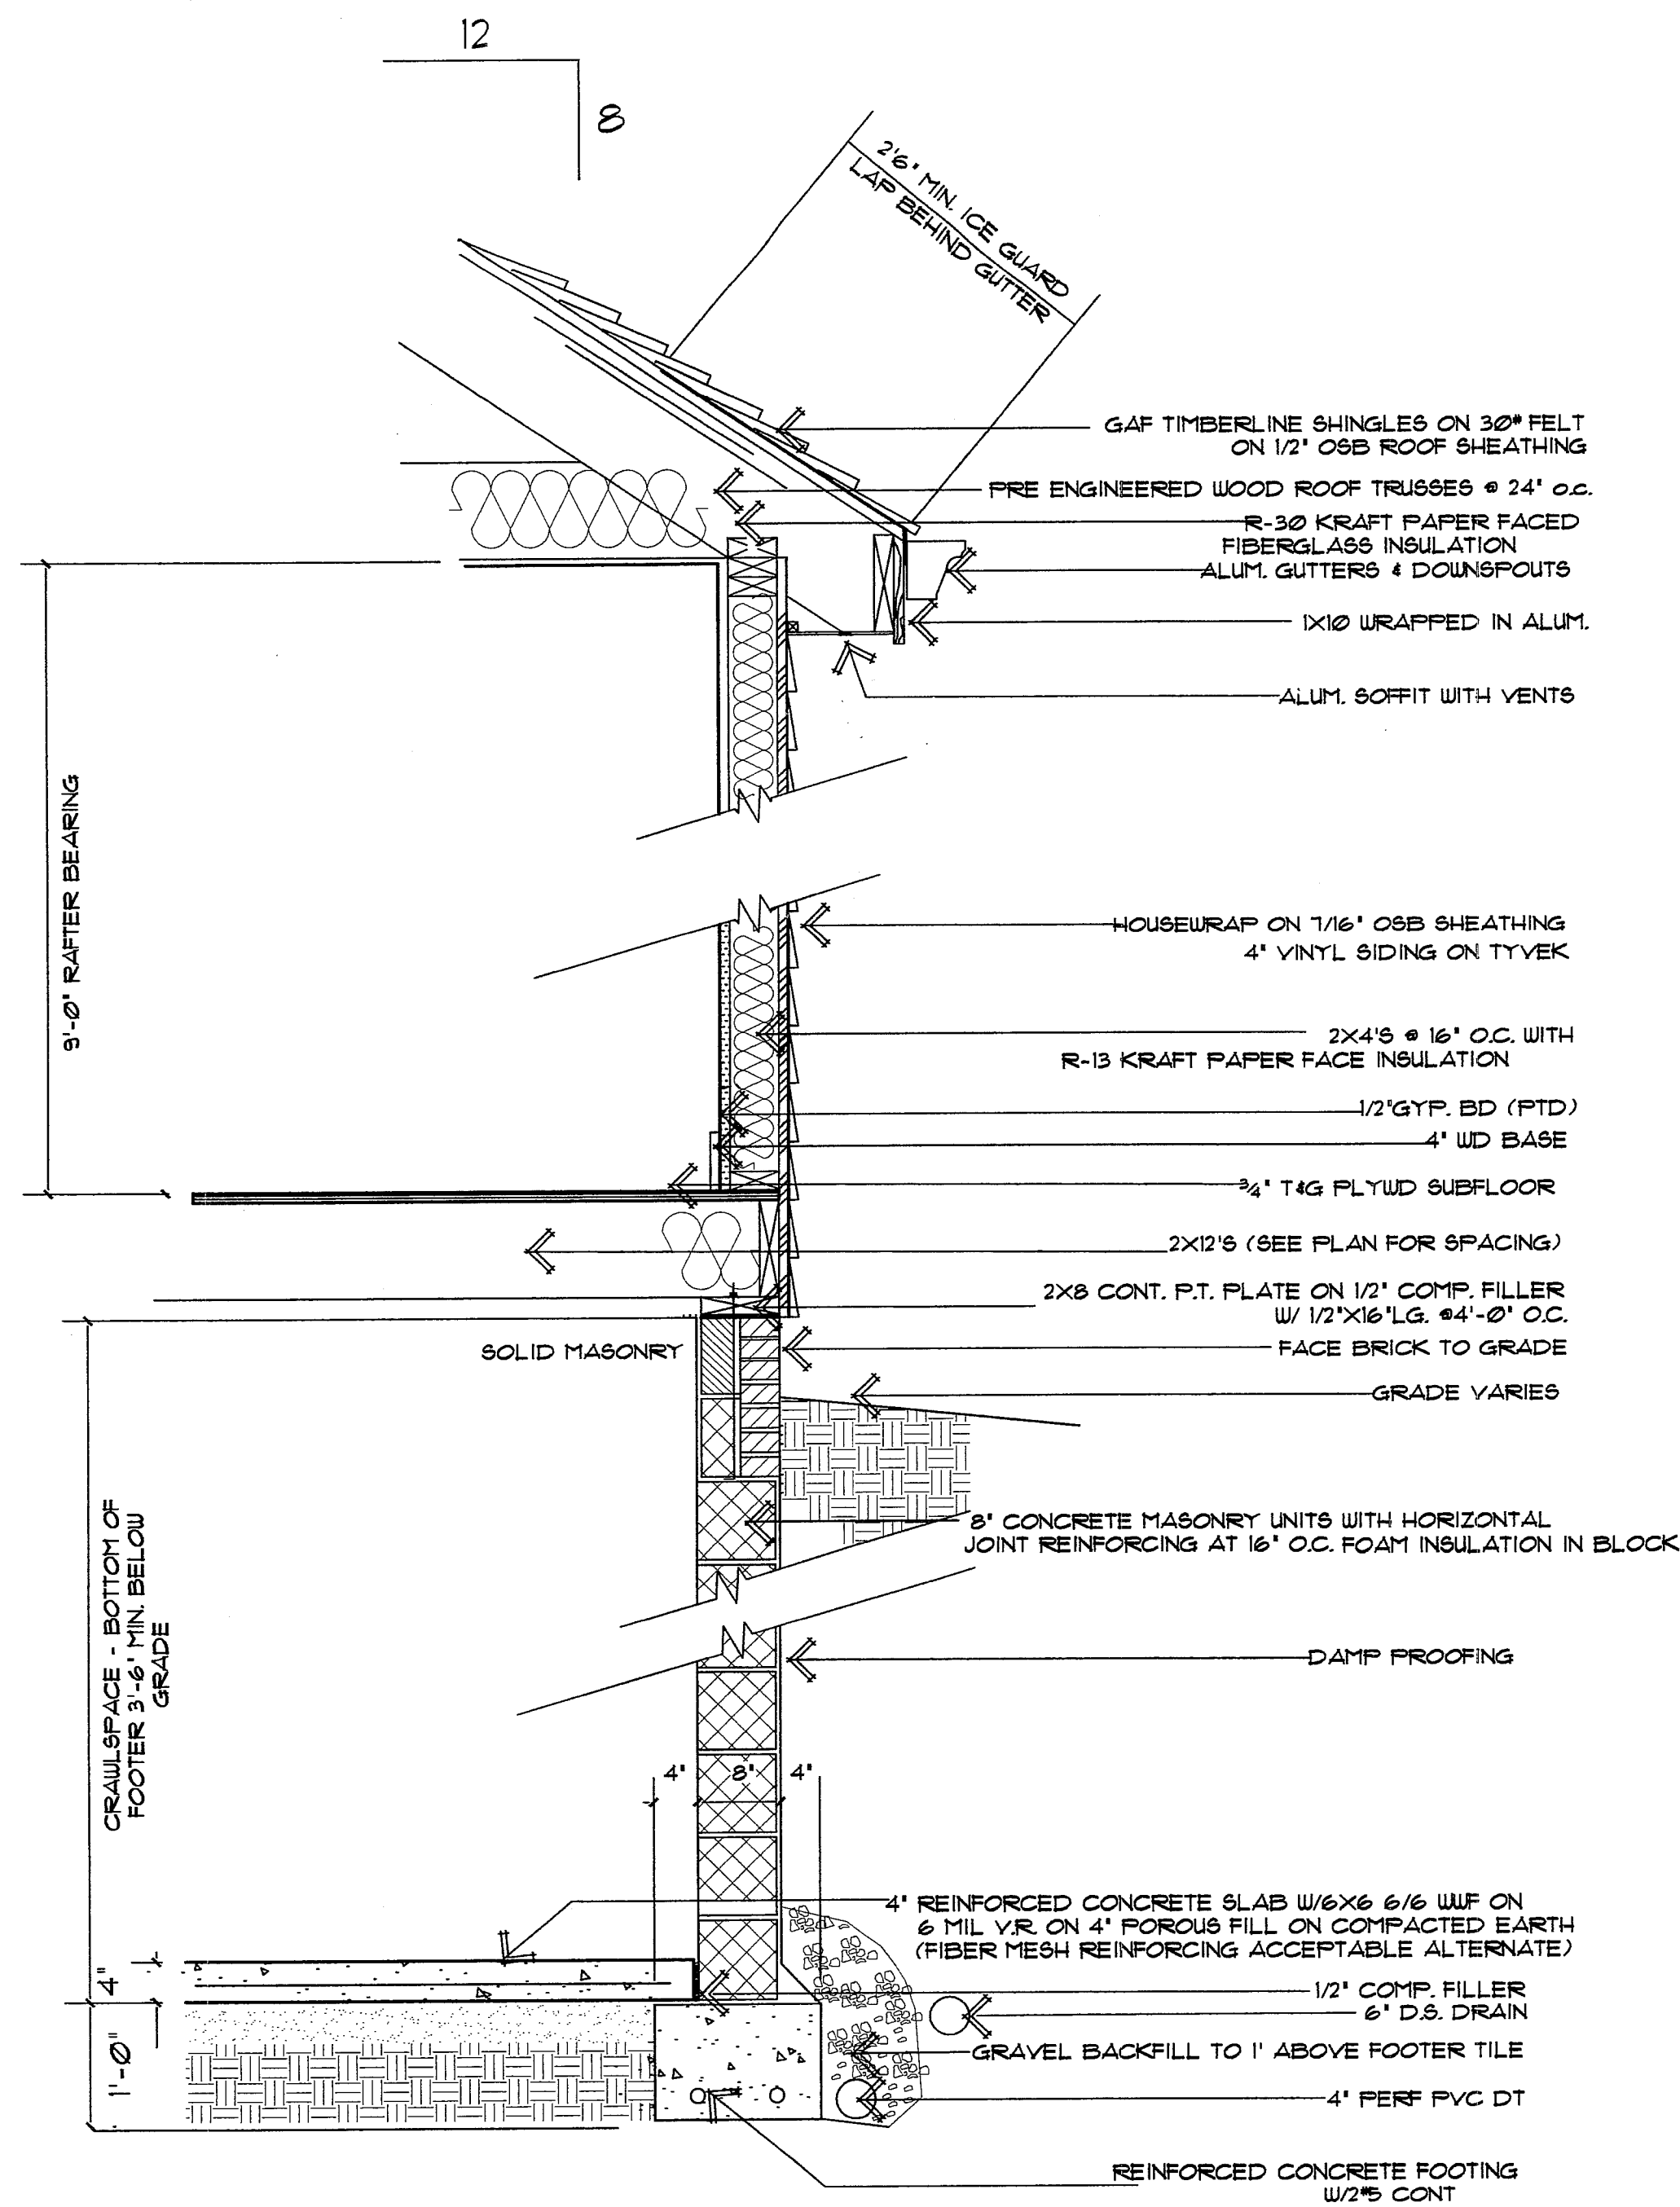 12
8
2'6" MIN. ICE GUARD
LAP BEHIND GUTTER
GAF TIMBERLINE SHINGLES ON 30# FELT
ON 1/2" OSB ROOF SHEATHING
PRE ENGINEERED WOOD ROOF TRUSSES @ 24" o.c.
R-30 KRAFT PAPER FACED
FIBERGLASS INSULATION
ALUM. GUTTERS & DOWNSPOUTS
1X10 WRAPPED IN ALUM.
ALUM. SOFFIT WITH VENTS
9'-0" RAFTER BEARING
HOUSEWRAP ON 7/16" OSB SHEATHING
4" VINYL SIDING ON TYVEK
2X4'S @ 16" O.C. WITH
R-13 KRAFT PAPER FACE INSULATION
1/2"GYP. BD (PTD)
4" WD BASE
3/4" T&G PLYWD SUBFLOOR
2X12'S (SEE PLAN FOR SPACING)
2X8 CONT. P.T. PLATE ON 1/2" COMP. FILLER
W/ 1/2"X16"LG. @4'-0" O.C.
SOLID MASONRY
FACE BRICK TO GRADE
GRADE VARIES
8" CONCRETE MASONRY UNITS WITH HORIZONTAL
JOINT REINFORCING AT 16" O.C. FOAM INSULATION IN BLOCK
CRAWLSPACE - BOTTOM OF
FOOTER 3'-6" MIN. BELOW
GRADE
DAMP PROOFING
4" 8" 4"
4" REINFORCED CONCRETE SLAB W/6X6 6/6 WWF ON
6 MIL V.R. ON 4" POROUS FILL ON COMPACTED EARTH
(FIBER MESH REINFORCING ACCEPTABLE ALTERNATE)
4"
1/2" COMP. FILLER
6" D.S. DRAIN
GRAVEL BACKFILL TO 1' ABOVE FOOTER TILE
1'-0"
4" PERF PVC DT
REINFORCED CONCRETE FOOTING
W/2#5 CONT